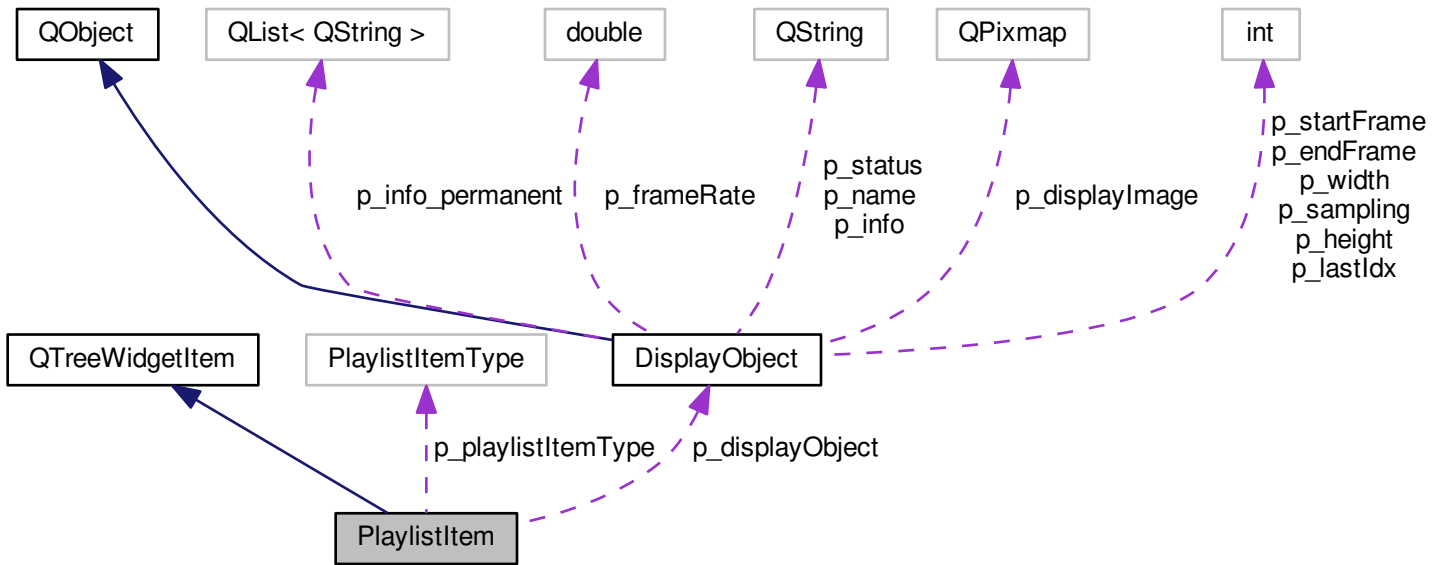 QObject
QList< QString >
double
QString
QPixmap
int
p_info_permanent
p_frameRate
p_status
p_name
p_info
p_displayImage
p_startFrame
p_endFrame
p_width
p_sampling
p_height
p_lastIdx
QTreeWidgetItem
PlaylistItemType
DisplayObject
p_playlistItemType
p_displayObject
PlaylistItem